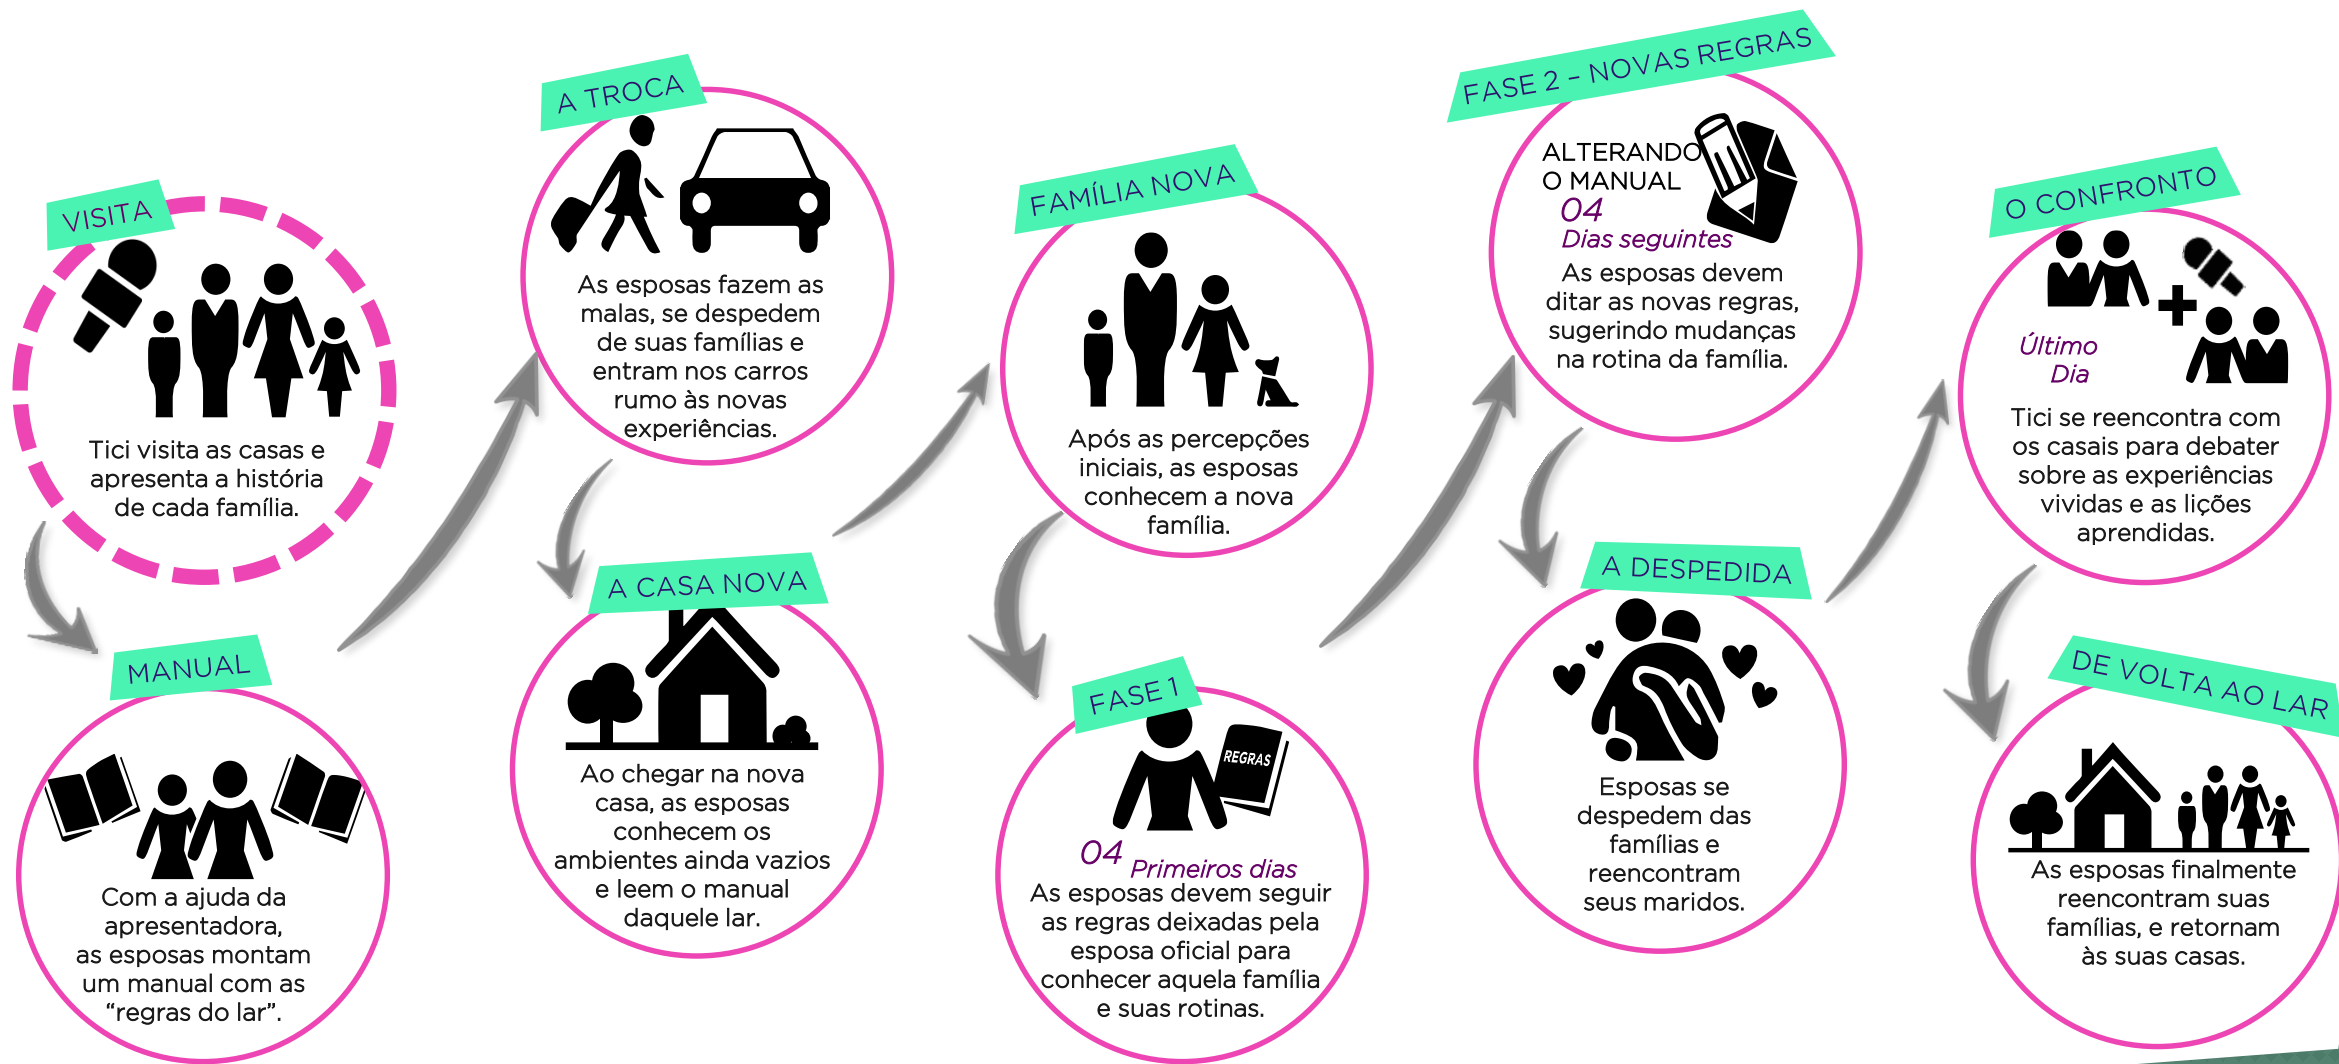 VISITA
Tici visita as casas e
apresenta a história
de cada família.
MANUAL
Com a ajuda da
apresentadora,
as esposas montam
um manual com as
“regras do lar”.
A TROCA
As esposas fazem as
malas, se despedem
de suas famílias e
entram nos carros
rumo às novas
experiências.
A CASA NOVA
Ao chegar na nova
casa, as esposas
conhecem os
ambientes ainda vazios
e leem o manual
daquele lar.
FAMÍLIA NOVA
Após as percepções
iniciais, as esposas
conhecem a nova
família.
FASE 1
REGRAS
04 Primeiros dias
As esposas devem seguir
as regras deixadas pela
esposa oficial para
conhecer aquela família
e suas rotinas.
FASE 2 – NOVAS REGRAS
ALTERANDO
O MANUAL
04
Dias seguintes
As esposas devem
ditar as novas regras,
sugerindo mudanças
na rotina da família.
A DESPEDIDA
Esposas se
despedem das
famílias e
reencontram
seus maridos.
O CONFRONTO
Último
Dia
Tici se reencontra com
os casais para debater
sobre as experiências
vividas e as lições
aprendidas.
DE VOLTA AO LAR
As esposas finalmente
reencontram suas
famílias, e retornam
às suas casas.